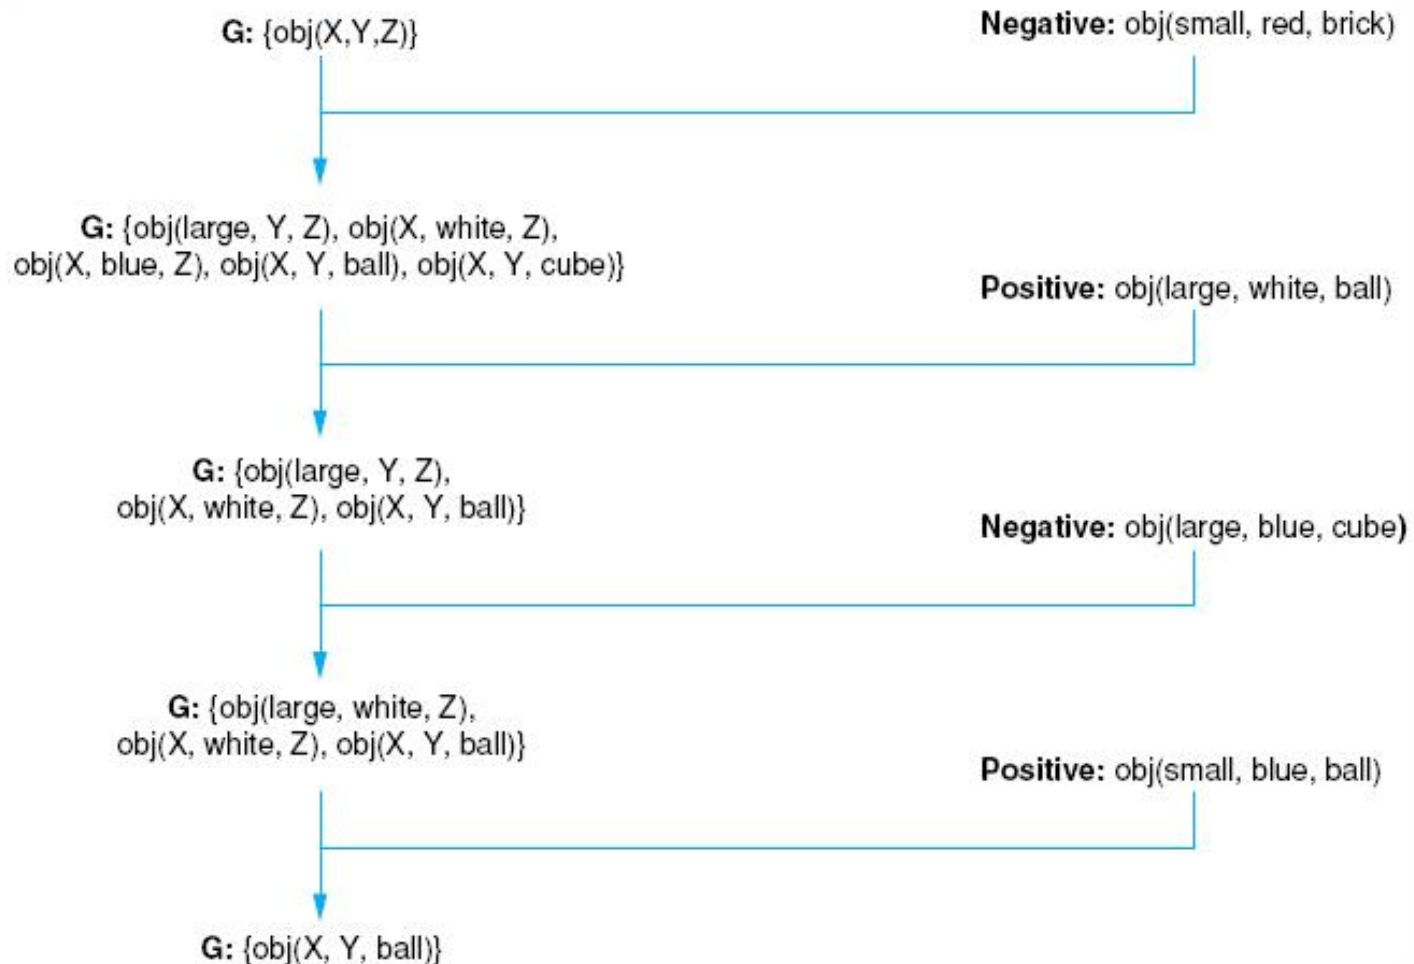 G: {obj(X,Y,Z)}
Negative: obj(small, red, brick)
G: {obj(large, Y, Z), obj(X, white, Z),
obj(X, blue, Z), obj(X, Y, ball), obj(X, Y, cube)}
Positive: obj(large, white, ball)
G: {obj(large, Y, Z),
obj(X, white, Z), obj(X, Y, ball)}
Negative: obj(large, blue, cube)
G: {obj(large, white, Z),
obj(X, white, Z), obj(X, Y, ball)}
Positive: obj(small, blue, ball)
G: {obj(X, Y, ball)}